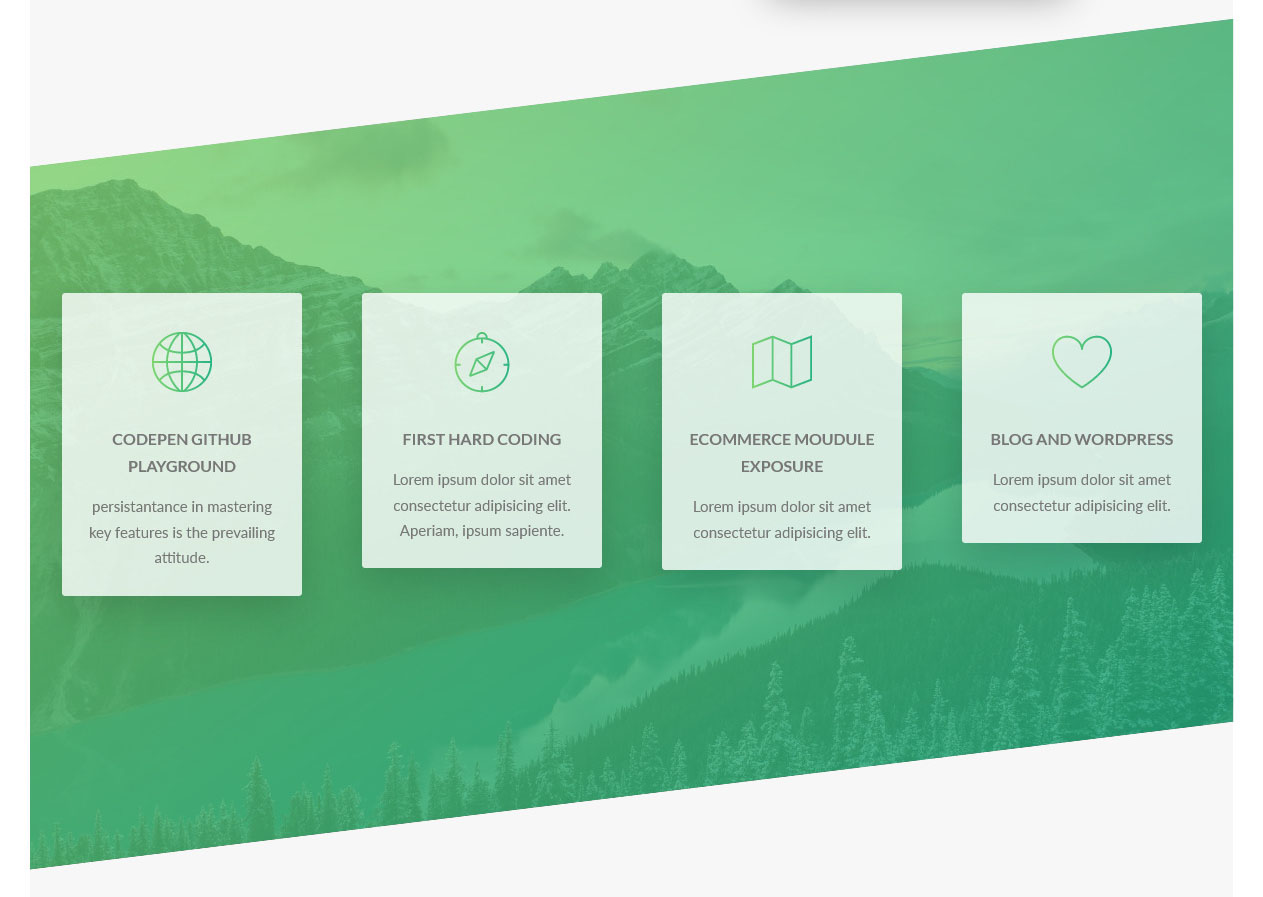 CODEPEN GITHUB
PLAYGROUND
persistantance in mastering
key features is the prevailing
attitude.
FIRST HARD CODING
Lorem ipsum dolor sit amet
consectetur adipisicing elit.
Aperiam, ipsum sapiente.
ECOMMERCE MOUDULE
EXPOSURE
Lorem ipsum dolor sit amet
consectetur adipisicing elit.
BLOG AND WORDPRESS
Lorem ipsum dolor sit amet
consectetur adipisicing elit.